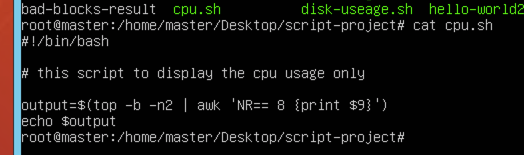 bad-blocks-result  cpu.sh          disk-useage.sh  hello-world2
root@master:/home/master/Desktop/script-project# cat cpu.sh
#!/bin/bash
# this script to display the cpu usage only
output=$(top -b -n2 | awk 'NR== 8 {print $9}')
echo $output
root@master:/home/master/Desktop/script-project#